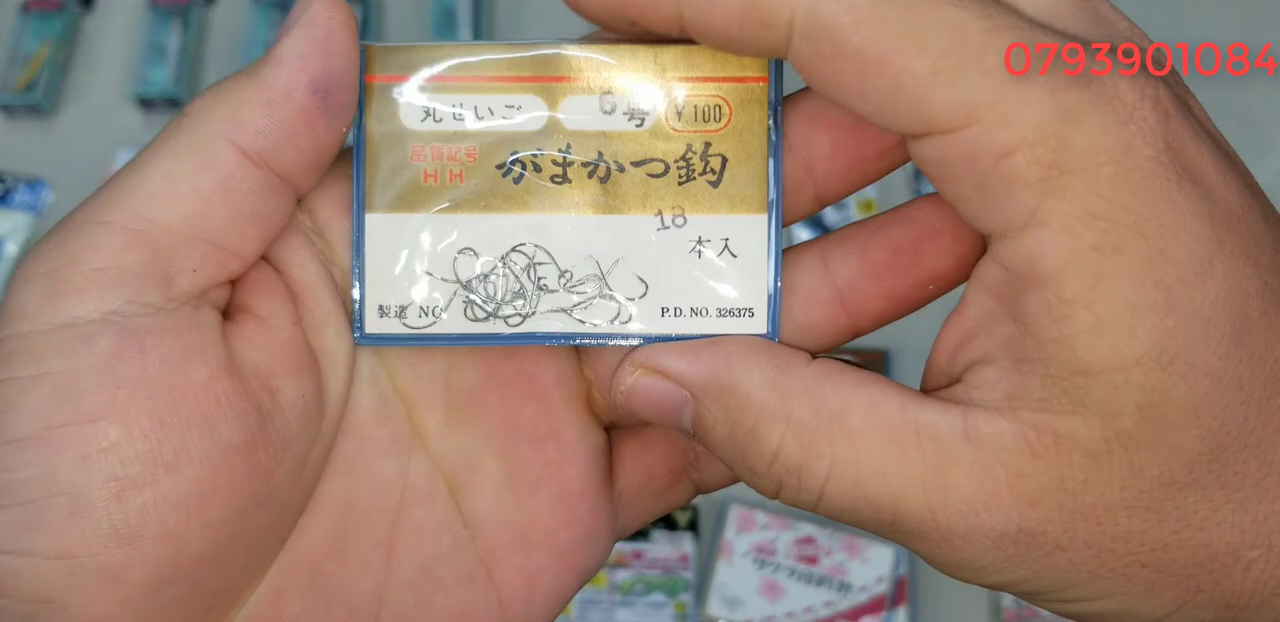 0793901084
丸せいご 6号 ¥.100
品質記号
HH
がまかつ鈎
18
本入
製造 NO
P.D. NO. 326375